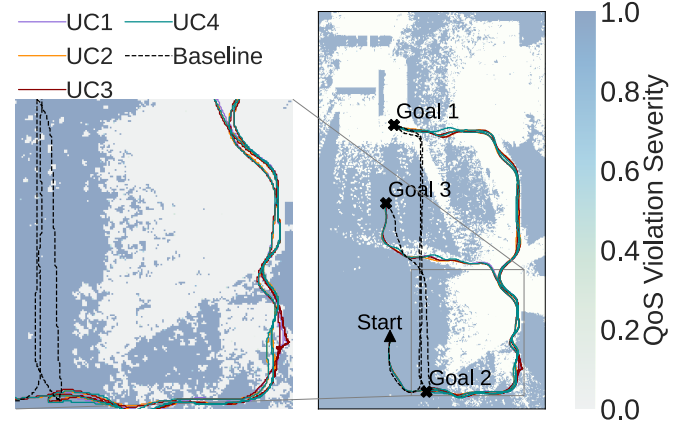 UC1
UC4
UC2
Baseline
UC3
Goal 1
Goal 3
Start
Goal 2
1.0
0.8
0.6
0.4
0.2
0.0
QoS Violation Severity